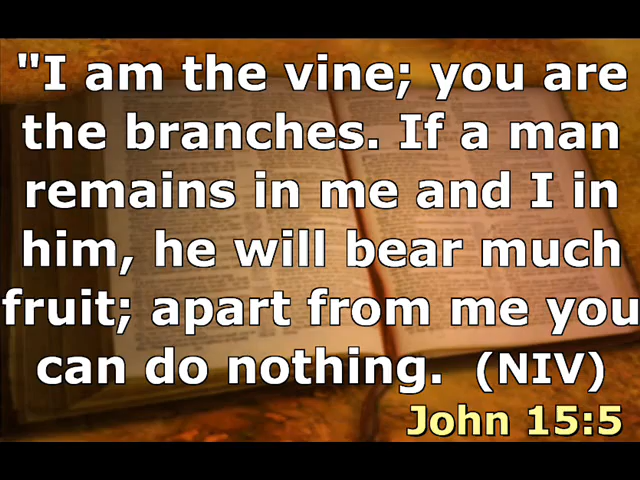 "I am the vine; you are
the branches. If a man
remains in me and I in
him, he will bear much
fruit; apart from me you
can do nothing.  (NIV)
John 15:5